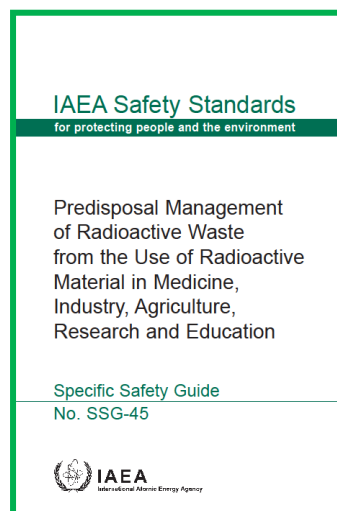 IAEA Safety Standards
for protecting people and the environment
Predisposal Management
of Radioactive Waste
from the Use of Radioactive
Material in Medicine,
Industry, Agriculture,
Research and Education
Specific Safety Guide
No. SSG-45
IAEA
International Atomic Energy Agency